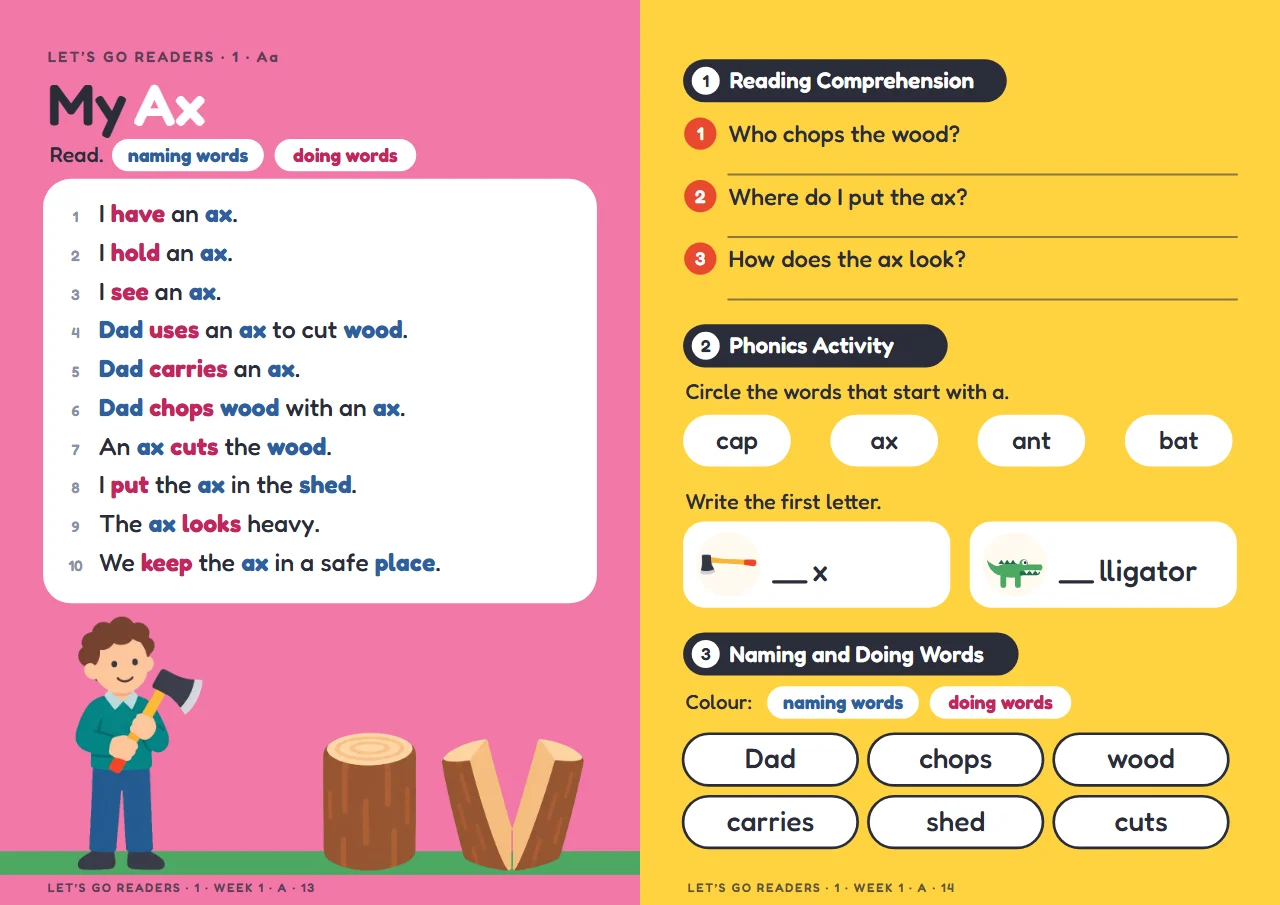 LET'S GO READERS · 1 · Aa
My Ax
Read. naming words doing words
1 I have an ax.
2 I hold an ax.
3 I see an ax.
4 Dad uses an ax to cut wood.
5 Dad carries an ax.
6 Dad chops wood with an ax.
7 An ax cuts the wood.
8 I put the ax in the shed.
9 The ax looks heavy.
10 We keep the ax in a safe place.
LET'S GO READERS · 1 · WEEK 1 · A · 13
1 Reading Comprehension
1 Who chops the wood?
2 Where do I put the ax?
3 How does the ax look?
2 Phonics Activity
Circle the words that start with a.
cap ax ant bat
Write the first letter.
__x __lligator
3 Naming and Doing Words
Colour: naming words doing words
Dad chops wood
carries shed cuts
LET'S GO READERS · 1 · WEEK 1 · A · 14